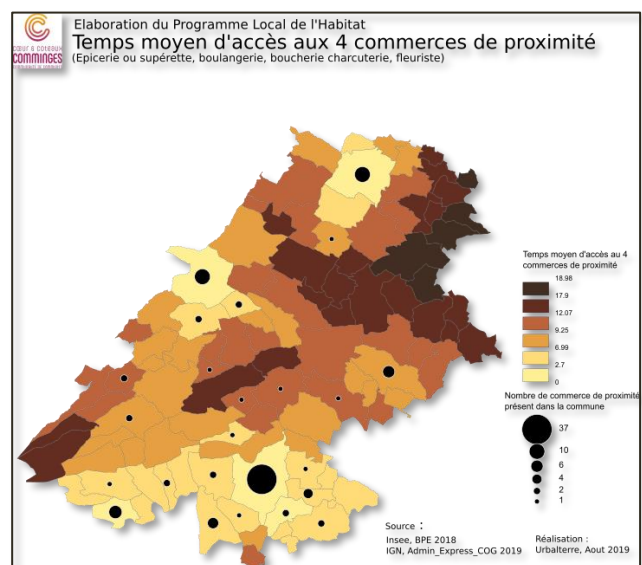 Elaboration du Programme Local de l'Habitat
Temps moyen d'accès aux 4 commerces de proximité
(Epicerie ou supérette, boulangerie, boucherie charcuterie, fleuriste)
cœur & coteaux
COMMINGES
Temps moyen d'accès au 4
commerces de proximité
18.98
17.9
12.07
9.25
6.99
2.7
0
Nombre de commerce de proximité
présent dans la commune
37
10
6
4
2
1
Source :
Insee, BPE 2018
IGN, Admin_Express_COG 2019
Réalisation :
Urbalterre, Aout 2019